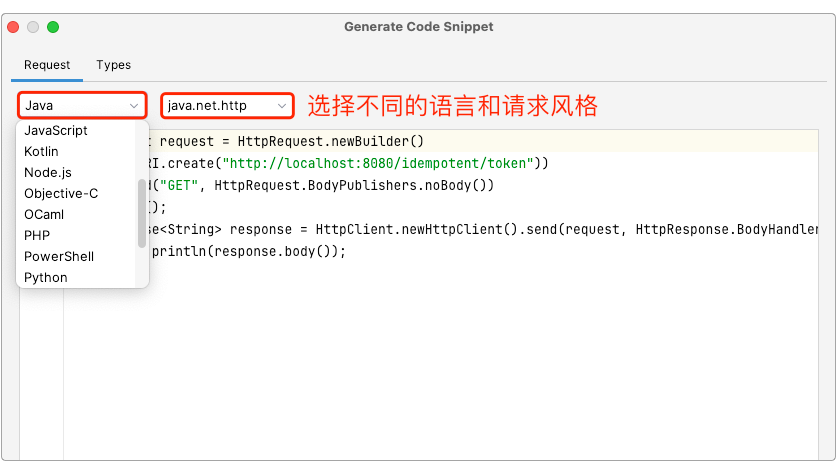 Generate Code Snippet
Request Types
Java java.net.http 选择不同的语言和请求风格
JavaScript
Kotlin
Node.js
Objective-C
OCaml
PHP
PowerShell
Python
t request = HttpRequest.newBuilder()
RI.create("http://localhost:8080/idempotent/token"))
d("GET", HttpRequest.BodyPublishers.noBody())
();
se<String> response = HttpClient.newHttpClient().send(request, HttpResponse.BodyHandler
println(response.body());